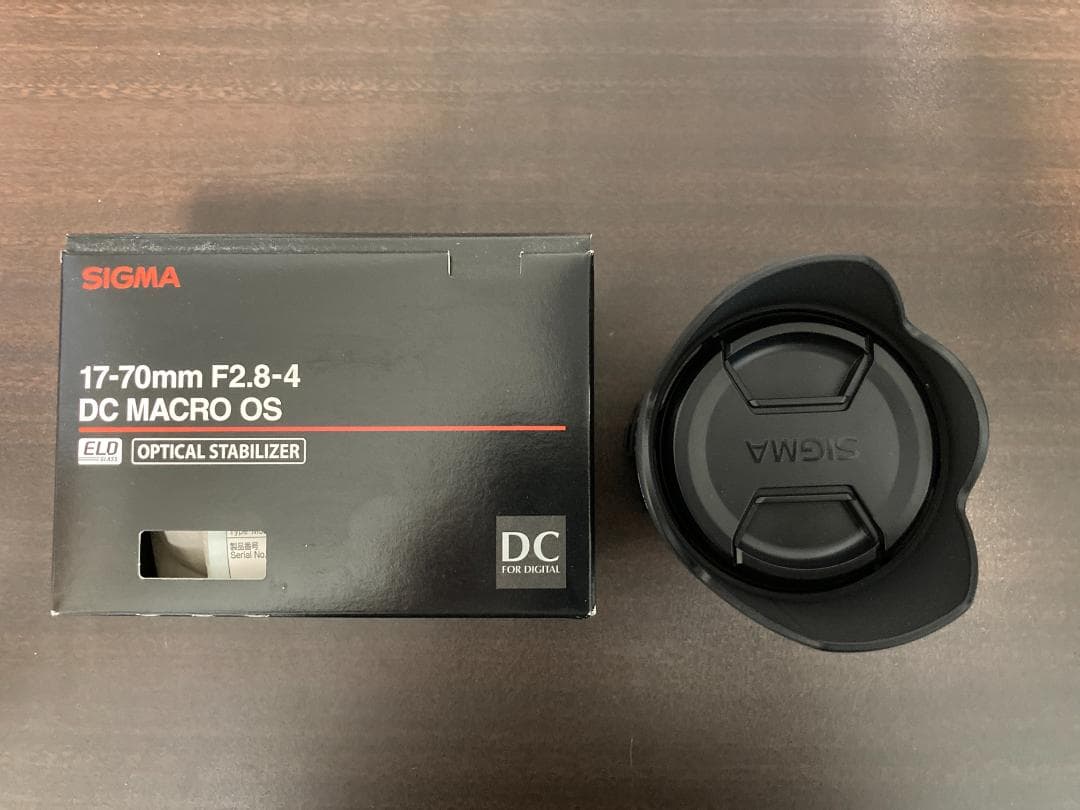 SIGMA
17-70mm F2.8-4
DC MACRO OS
ELD
GLASS
OPTICAL STABILIZER
製品番号
Serial No.
DC
FOR DIGITAL
SIGMA